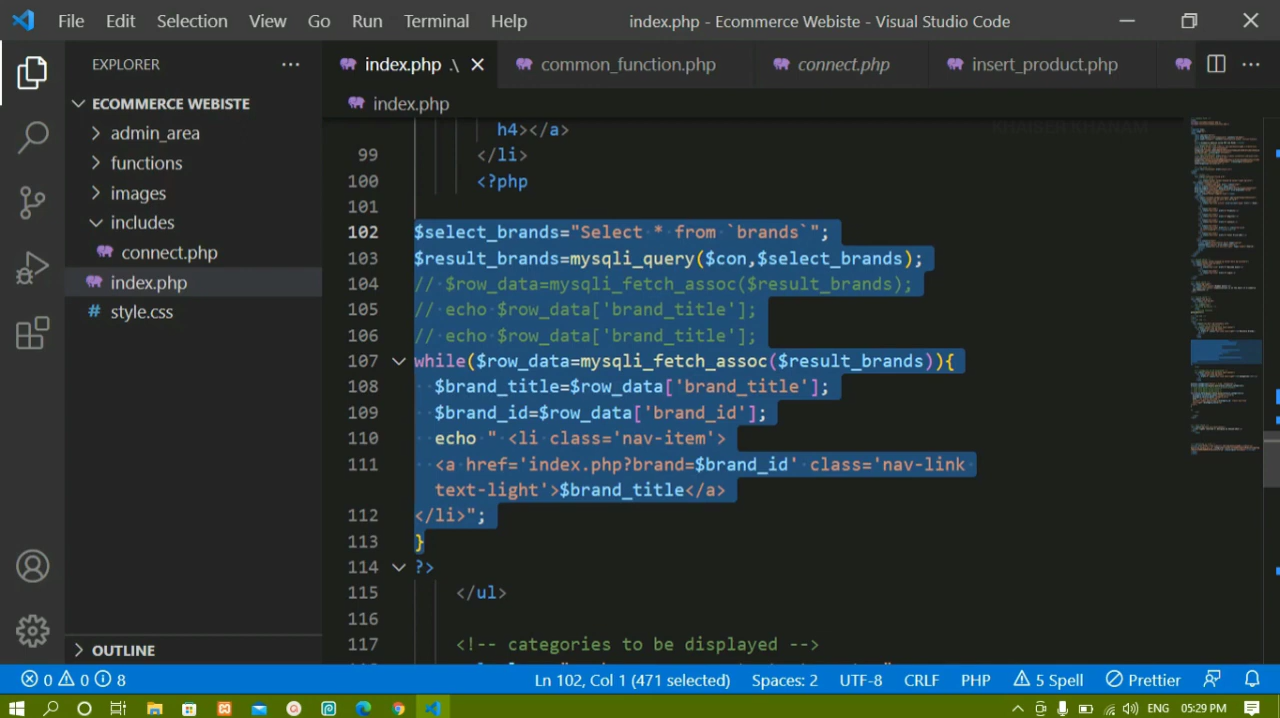 File Edit Selection View Go Run Terminal Help index.php - Ecommerce Webiste - Visual Studio Code
EXPLORER
index.php .\ common_function.php connect.php insert_product.php
ECOMMERCE WEBISTE
index.php
admin_area
functions
images
includes
connect.php
index.php
style.css
OUTLINE
KHAISER KHANAM
h4></a>
99 </li>
100 <?php
101
102 $select_brands="Select * from `brands`";
103 $result_brands=mysqli_query($con,$select_brands);
104 // $row_data=mysqli_fetch_assoc($result_brands);
105 // echo $row_data['brand_title'];
106 // echo $row_data['brand_title'];
107 while($row_data=mysqli_fetch_assoc($result_brands)){
108 $brand_title=$row_data['brand_title'];
109 $brand_id=$row_data['brand_id'];
110 echo " <li class='nav-item'>
111 <a href='index.php?brand=$brand_id' class='nav-link
text-light'>$brand_title</a>
112 </li>";
113 }
114 ?>
115 </ul>
116
117 <!-- categories to be displayed -->
0 0 8 Ln 102, Col 1 (471 selected) Spaces: 2 UTF-8 CRLF PHP 5 Spell Prettier
ENG 05:29 PM